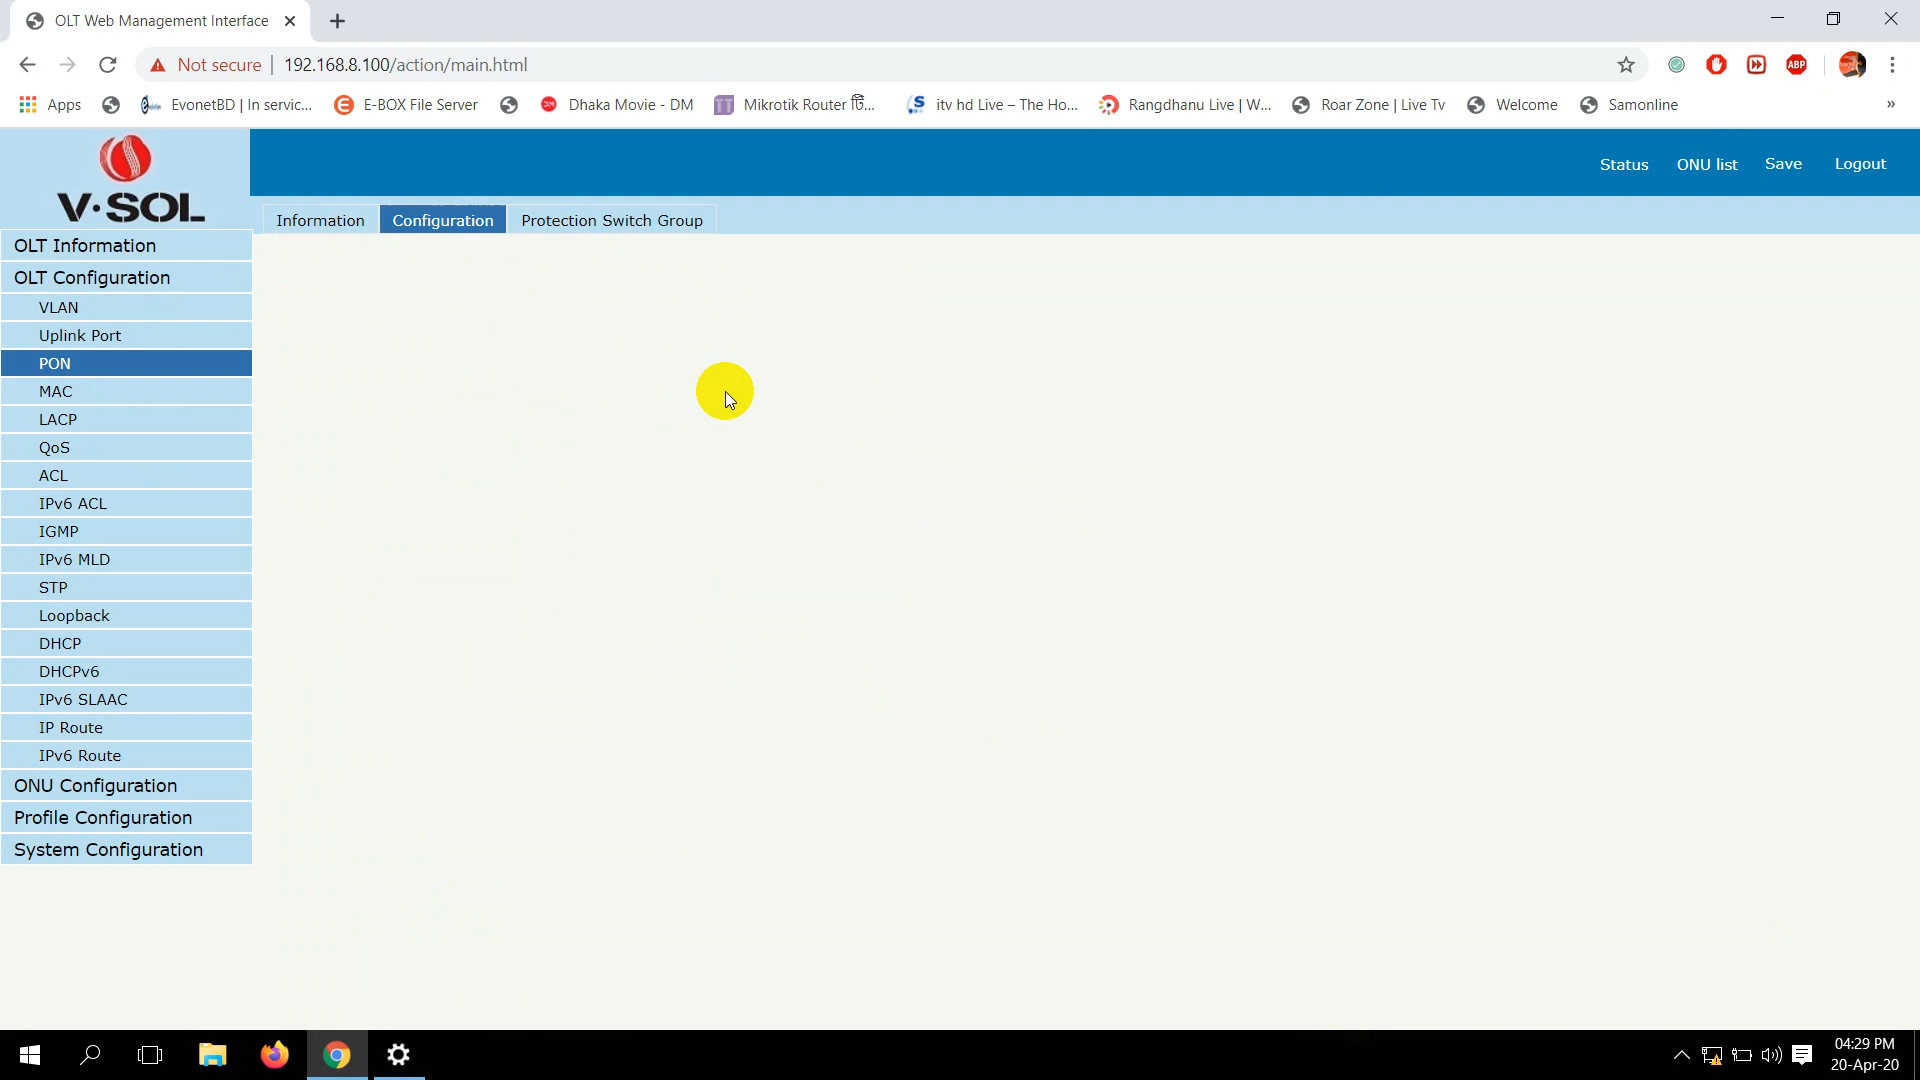 OLT Web Management Interface
Not secure
192.168.8.100/action/main.html
ABP
Apps
EvonetBD | In servic...
E-BOX File Server
Dhaka Movie - DM
Mikrotik Router টি...
itv hd Live – The Ho...
Rangdhanu Live | W...
Roar Zone | Live Tv
Welcome
Samonline
»
V·SOL
Status
ONU list
Save
Logout
Information
Configuration
Protection Switch Group
OLT Information
OLT Configuration
VLAN
Uplink Port
PON
MAC
LACP
QoS
ACL
IPv6 ACL
IGMP
IPv6 MLD
STP
Loopback
DHCP
DHCPv6
IPv6 SLAAC
IP Route
IPv6 Route
ONU Configuration
Profile Configuration
System Configuration
04:29 PM
20-Apr-20